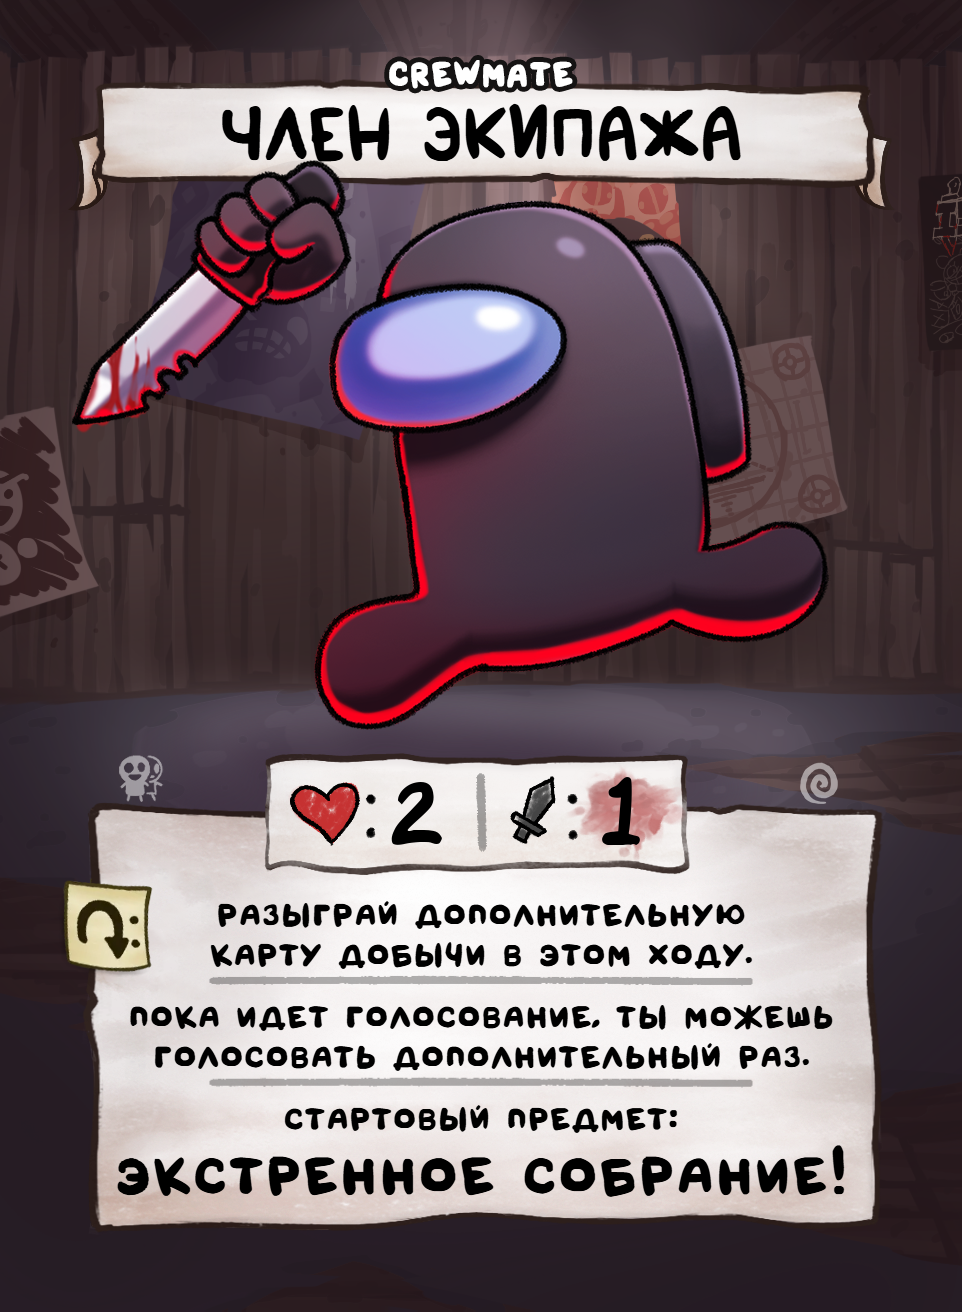 CREWMATE
ЧЛЕН ЭКИПАЖА
: 2 | : 1
РАЗЫГРАЙ ДОПОЛНИТЕЛЬНУЮ
КАРТУ ДОБЫЧИ В ЭТОМ ХОДУ.
ПОКА ИДЕТ ГОЛОСОВАНИЕ, ТЫ МОЖЕШЬ
ГОЛОСОВАТЬ ДОПОЛНИТЕЛЬНЫЙ РАЗ.
СТАРТОВЫЙ ПРЕДМЕТ:
ЭКСТРЕННОЕ СОБРАНИЕ!